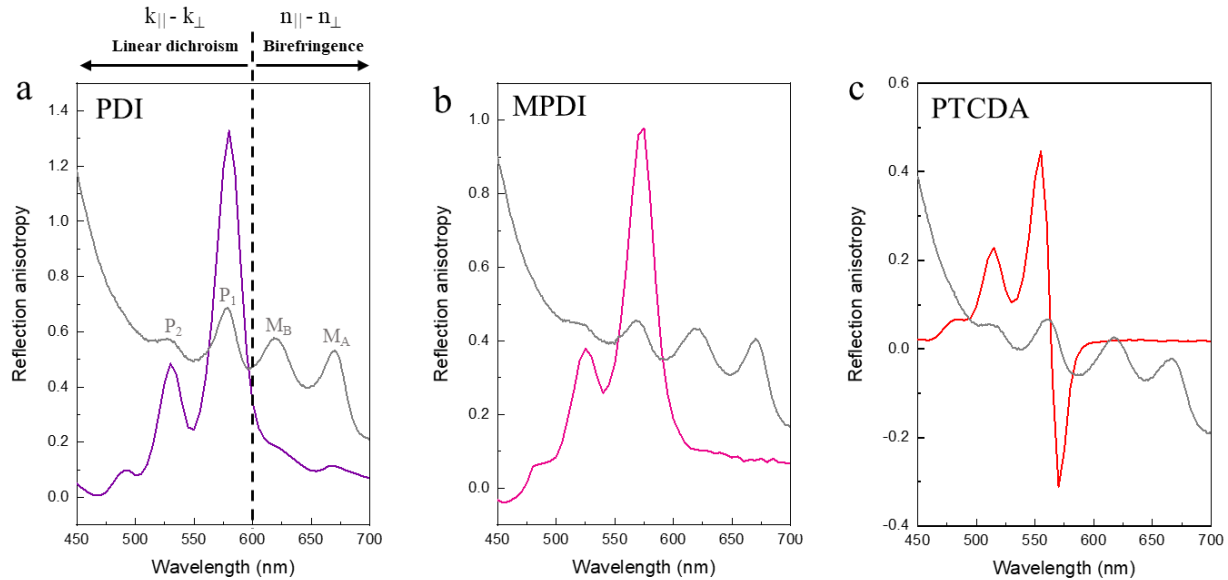 k|| - k⊥ n|| - n⊥
Linear dichroism Birefringence
a PDI
Reflection anisotropy
1.4
1.2
1.0
0.8
0.6
0.4
0.2
0.0
P2 P1 MB MA
450 500 550 600 650 700
Wavelength (nm)
b MPDI
Reflection anisotropy
1.0
0.8
0.6
0.4
0.2
0.0
450 500 550 600 650 700
Wavelength (nm)
c PTCDA
Reflection anisotropy
0.6
0.4
0.2
0.0
-0.2
-0.4
450 500 550 600 650 700
Wavelength (nm)